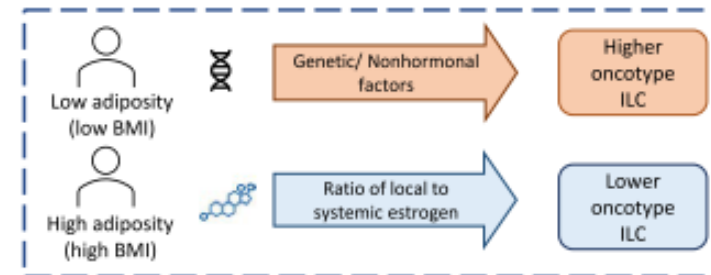 Low adiposity
(low BMI)
Genetic/ Nonhormonal
factors
Higher
oncotype
ILC
High adiposity
(high BMI)
Ratio of local to
systemic estrogen
Lower
oncotype
ILC